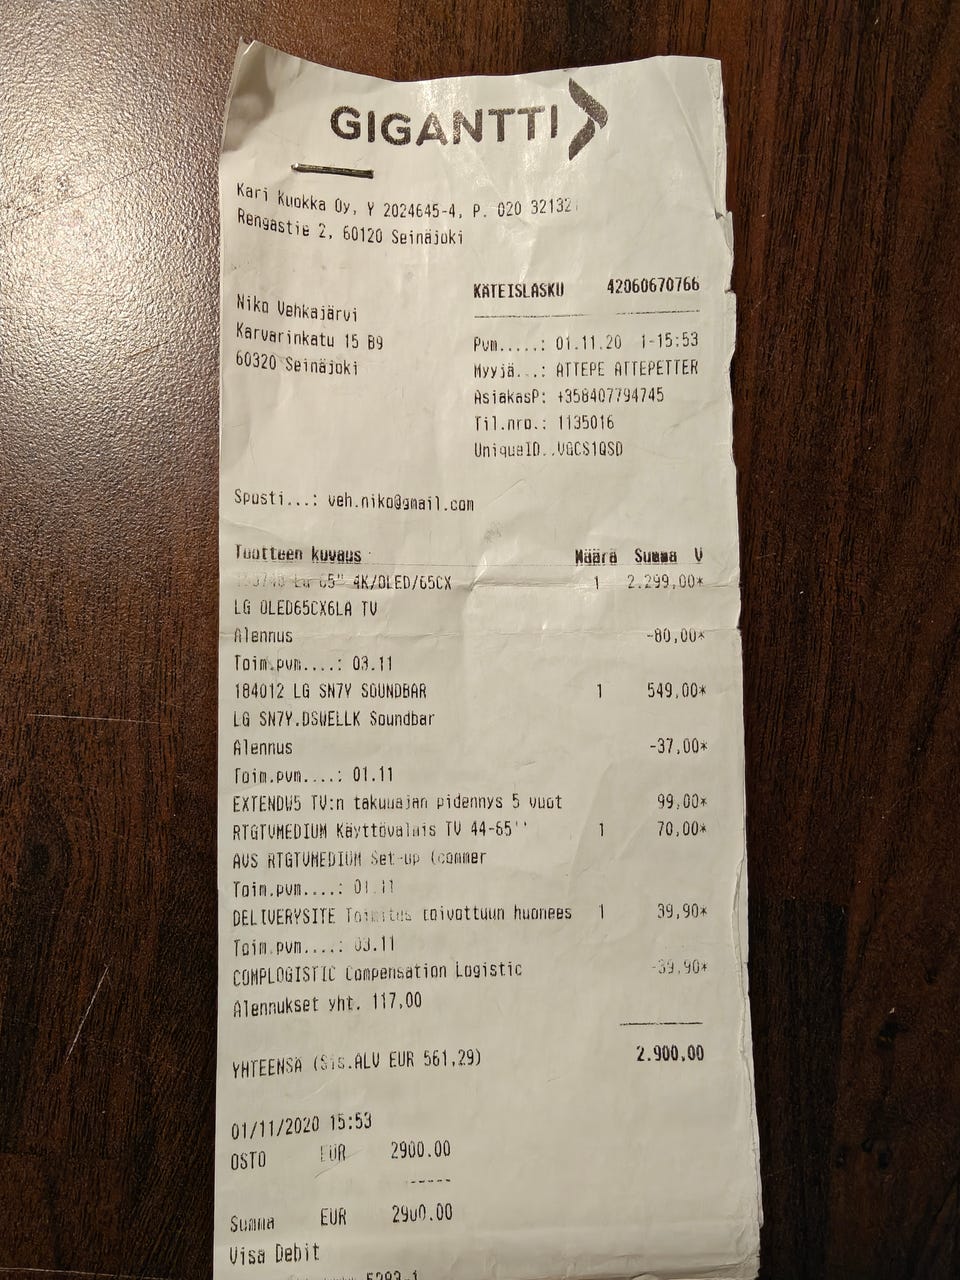 GIGANTTI
Kari Kuokka Oy, Y 2024645-4, P. 020 32132
Rengastie 2, 60120 Seinäjoki
KÄTEISLASKU 42060670766
Niko Vehkajärvi
Karvarinkatu 15 B9
60320 Seinäjoki
Pvm.....: 01.11.20 1-15:53
Myyjä...: ATTEPE ATTEPETTER
AsiakasP: +358407794745
Til.nro.: 1135016
UniqueID..VGCS1QSD
Sposti...: veh.niko@gmail.com
Tuotteen kuvaus Määrä Summa V
65" 4K/OLED/65CX 1 2.299,00*
LG OLED65CX6LA TV
Alennus -80,00*
Toim.pvm....: 03.11
184012 LG SN7Y SOUNDBAR 1 549,00*
LG SN7Y.DSWELLK Soundbar
Alennus -37,00*
Toim.pvm....: 01.11
EXTENDW5 TV:n takuuajan pidennys 5 vuot 99,00*
RTGTVMEDIUM Käyttövalmis TV 44-65'' 1 70,00*
AVS RTGTVMEDIUM Set-up (commer
Toim.pvm....: 01.11
DELIVERYSITE Toimitus toivottuun huonees 1 39,90*
Toim.pvm....: 03.11
COMPLOGISTIC Compensation Logistic -39,90*
Alennukset yht. 117,00
YHTEENSÄ (Sis.ALV EUR 561,29) 2.900,00
01/11/2020 15:53
OSTO EUR 2900.00
-----
Summa EUR 2900.00
Visa Debit
5293-1